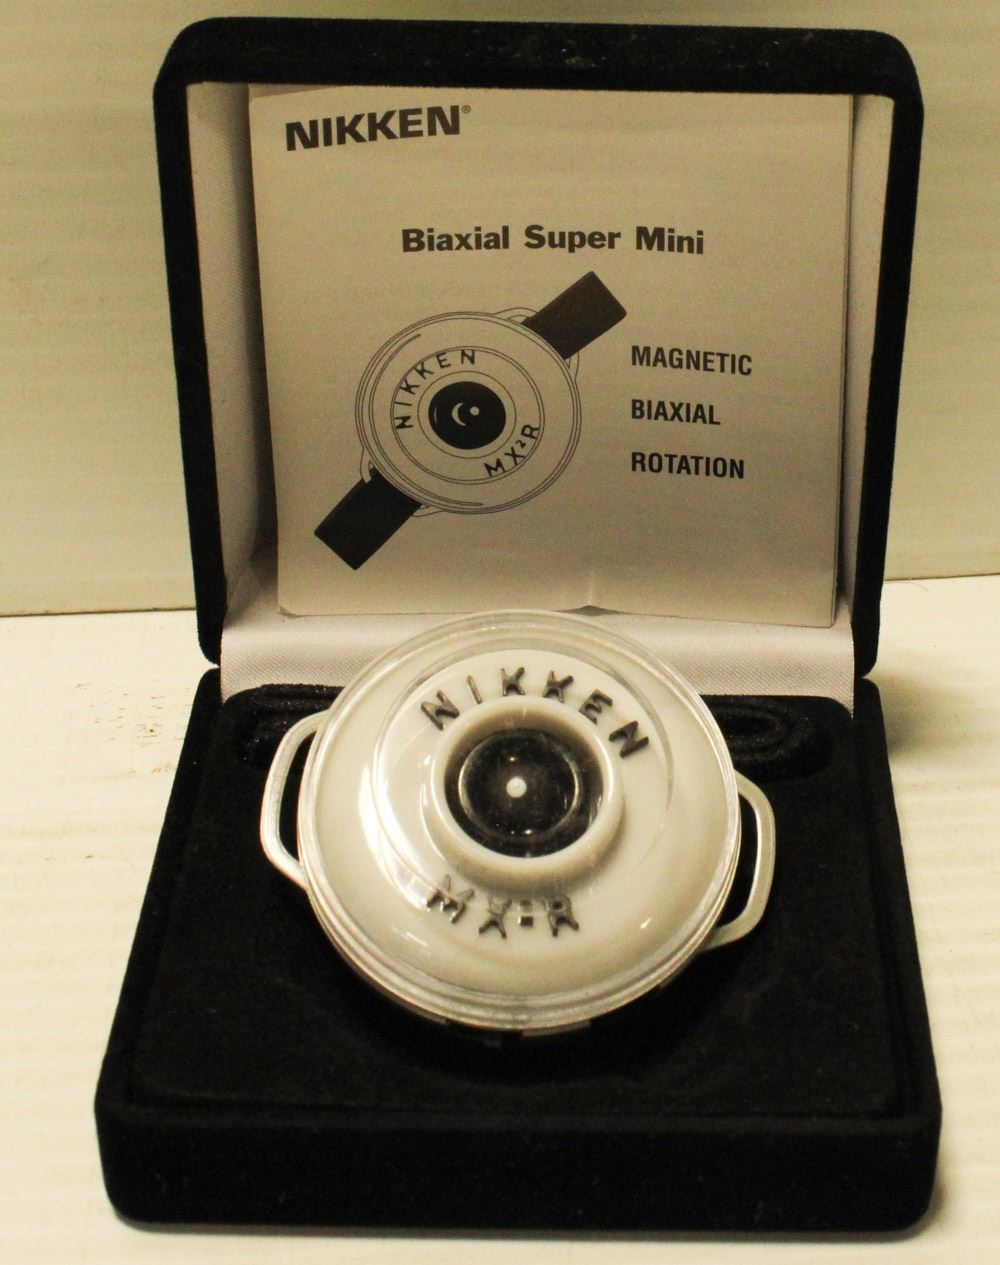 NIKKEN®
Biaxial Super Mini
NIKKEN
MX²R
MAGNETIC
BIAXIAL
ROTATION
NIKKEN
MX²R